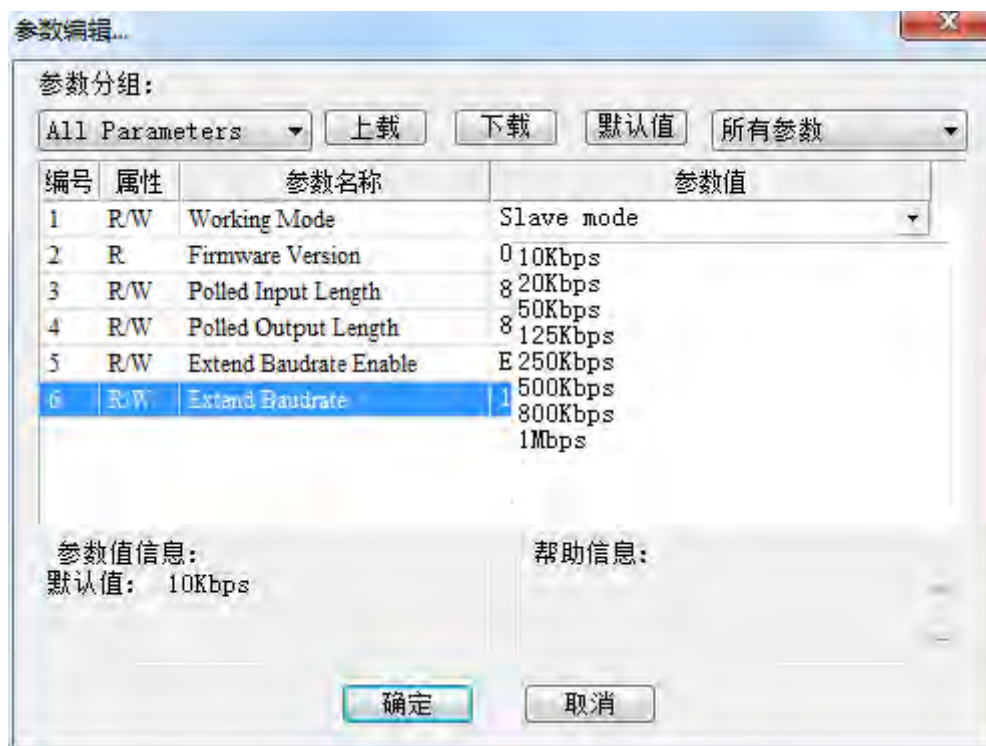 参数编辑...
参数分组：
All Parameters 上载 下载 默认值 所有参数
编号 属性 参数名称 参数值
1 R/W Working Mode Slave mode
2 R Firmware Version 0
3 R/W Polled Input Length 8
4 R/W Polled Output Length 8
5 R/W Extend Baudrate Enable E
6 R/W Extend Baudrate 1
10Kbps
20Kbps
50Kbps
125Kbps
250Kbps
500Kbps
800Kbps
1Mbps
参数值信息：
默认值： 10Kbps
帮助信息：
确定 取消